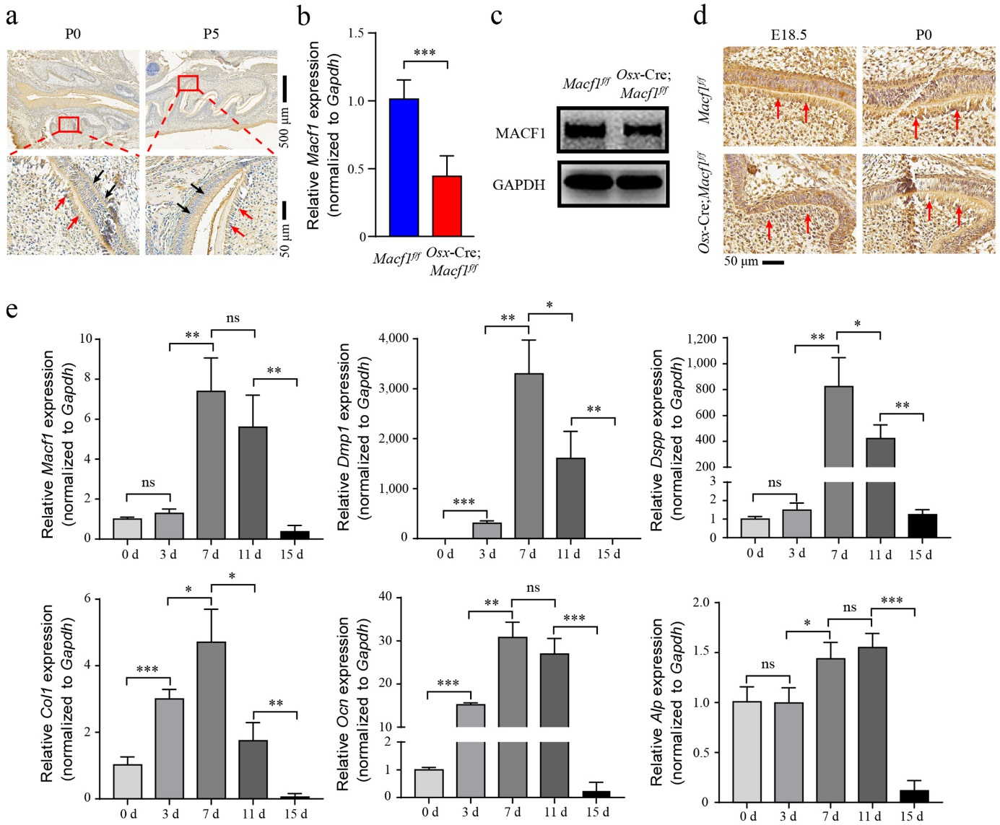 a
P0
P5
500 μm
50 μm
b
Relative Macf1 expression
(normalized to Gapdh)
1.5
1.0
0.5
0
***
Macf1f/f
Osx-Cre;
Macf1f/f
c
Macf1f/f
Osx-Cre;
Macf1f/f
MACF1
GAPDH
d
E18.5
P0
Macf1f/f
Osx-Cre;Macf1f/f
50 μm
e
Relative Macf1 expression
(normalized to Gapdh)
10
8
6
4
2
0
ns
**
ns
**
0 d 3 d 7 d 11 d 15 d
Relative Dmp1 expression
(normalized to Gapdh)
4,000
3,000
2,000
1,000
0
***
**
*
**
0 d 3 d 7 d 11 d 15 d
Relative Dspp expression
(normalized to Gapdh)
1,200
1,000
800
600
400
200
3
2
1
0
ns
**
*
**
0 d 3 d 7 d 11 d 15 d
Relative Col1 expression
(normalized to Gapdh)
6
4
2
0
***
*
*
**
0 d 3 d 7 d 11 d 15 d
Relative Ocn expression
(normalized to Gapdh)
40
30
20
10
2
1
0
***
**
ns
***
0 d 3 d 7 d 11 d 15 d
Relative Alp expression
(normalized to Gapdh)
2.0
1.5
1.0
0.5
0
ns
*
ns
***
0 d 3 d 7 d 11 d 15 d